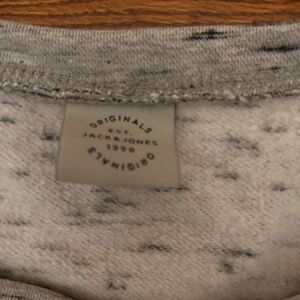 ORIGINALS
EST.
JACK&JONES
1990
ORIGINALS